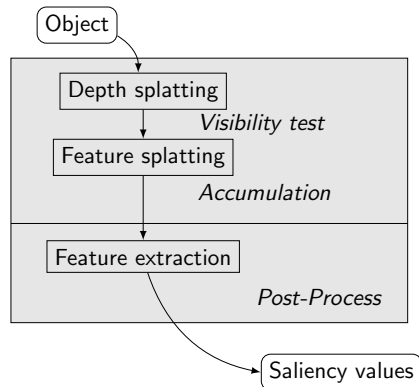 Object
Depth splatting
Visibility test
Feature splatting
Accumulation
Feature extraction
Post-Process
Saliency values